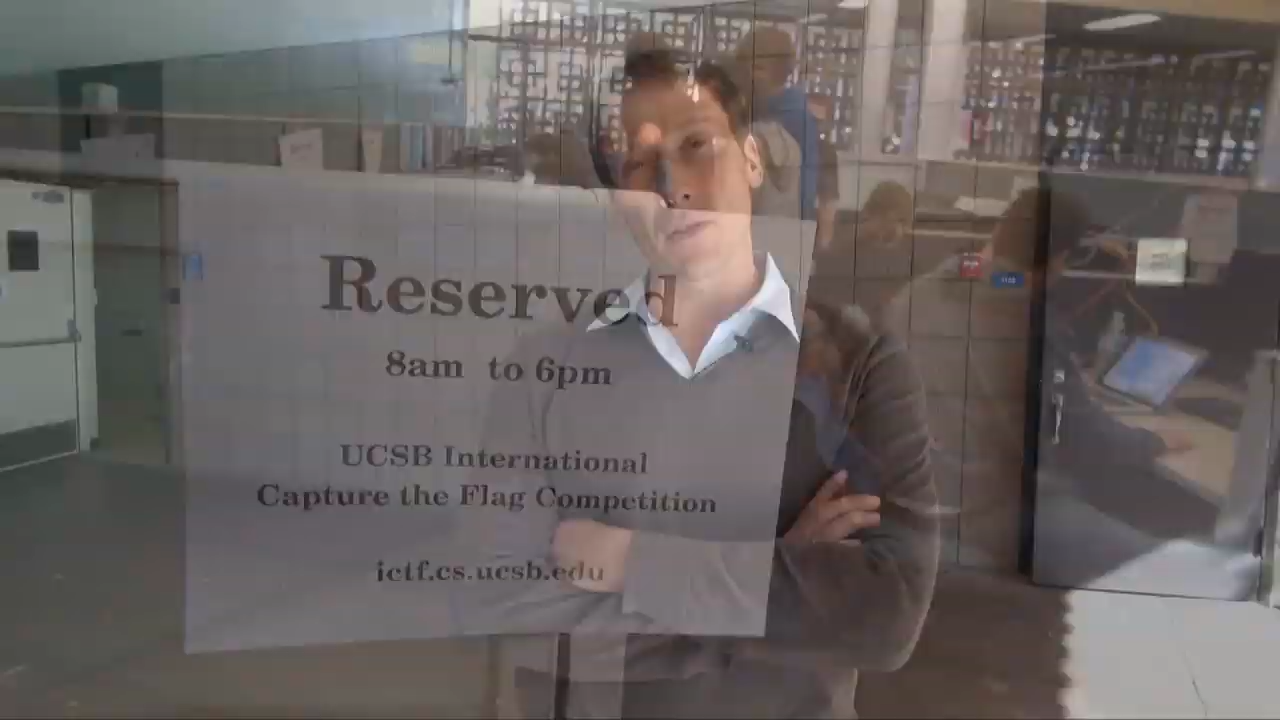 Reserved
8am to 6pm
UCSB International
Capture the Flag Competition
ictf.cs.ucsb.edu